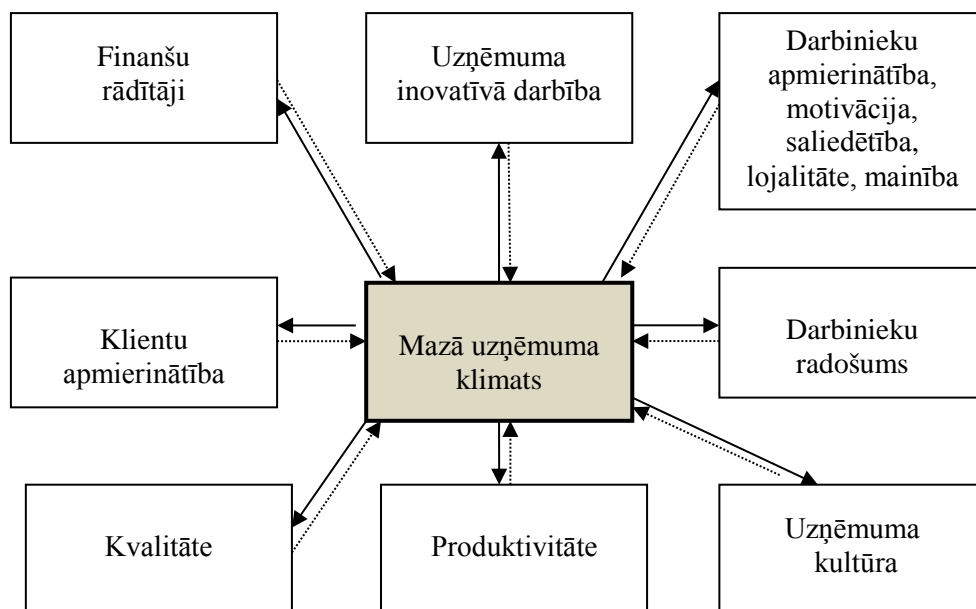 Finanšu
rādītāji
Uzņēmuma
inovatīvā darbība
Darbinieku
apmierinātība,
motivācija,
saliedētība,
lojalitāte, mainība
Klientu
apmierinātība
Mazā uzņēmuma
klimats
Darbinieku
radošums
Kvalitāte
Produktivitāte
Uzņēmuma
kultūra